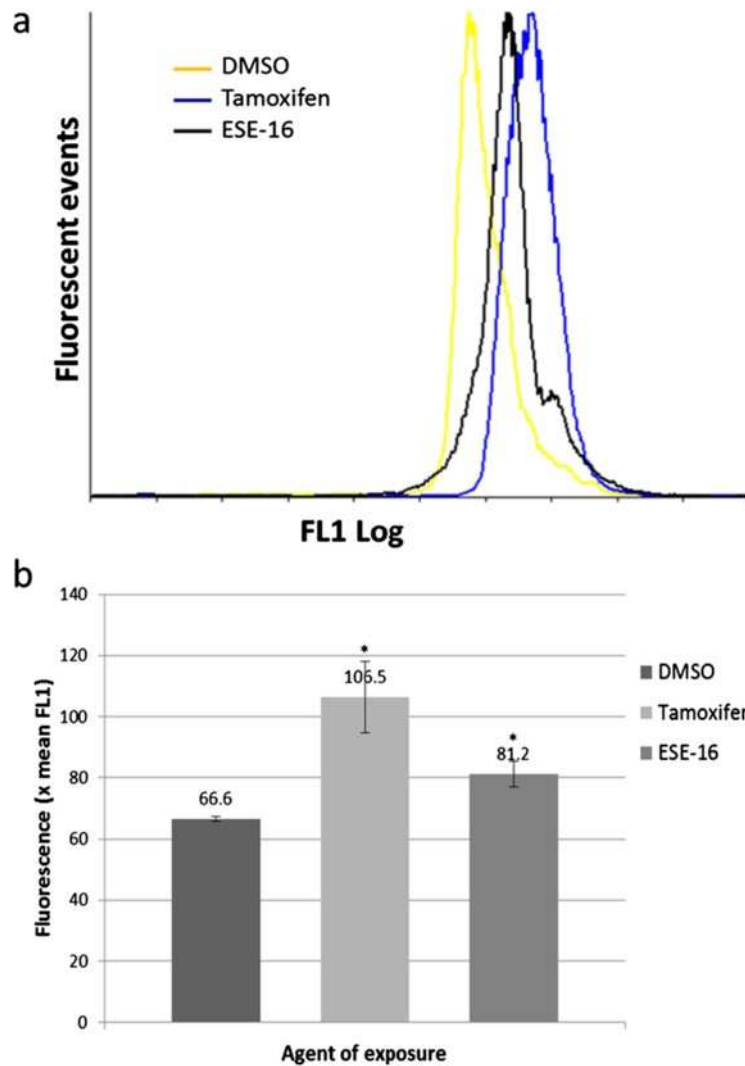 a
DMSO
Tamoxifen
ESE-16
Fluorescent events
FL1 Log
b
140
120
100
80
60
40
20
0
Fluorescence (x mean FL1)
66.6
*
106.5
*
81.2
DMSO
Tamoxifen
ESE-16
Agent of exposure